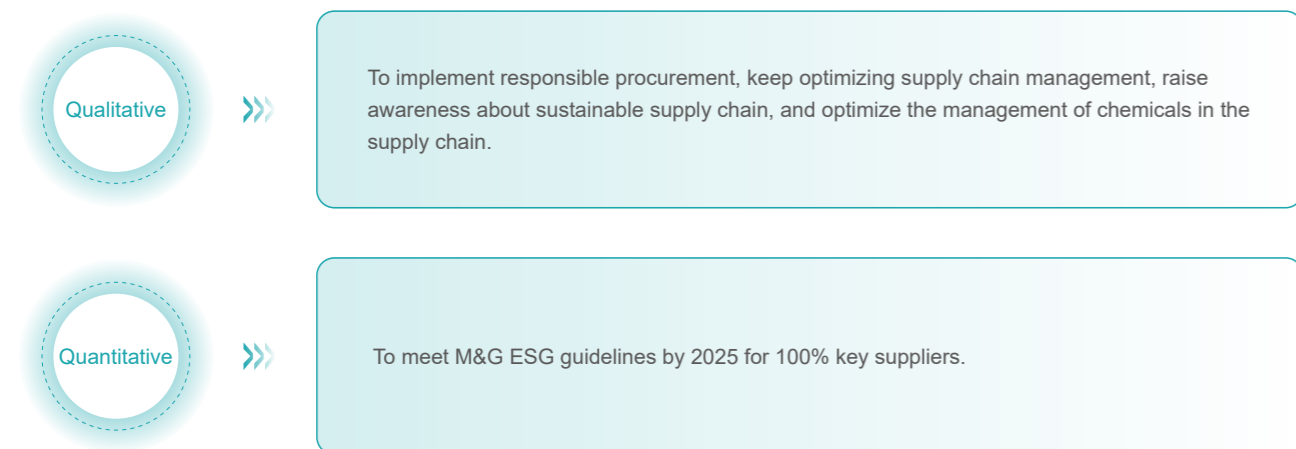 Qualitative
To implement responsible procurement, keep optimizing supply chain management, raise
awareness about sustainable supply chain, and optimize the management of chemicals in the
supply chain.
Quantitative
To meet M&G ESG guidelines by 2025 for 100% key suppliers.